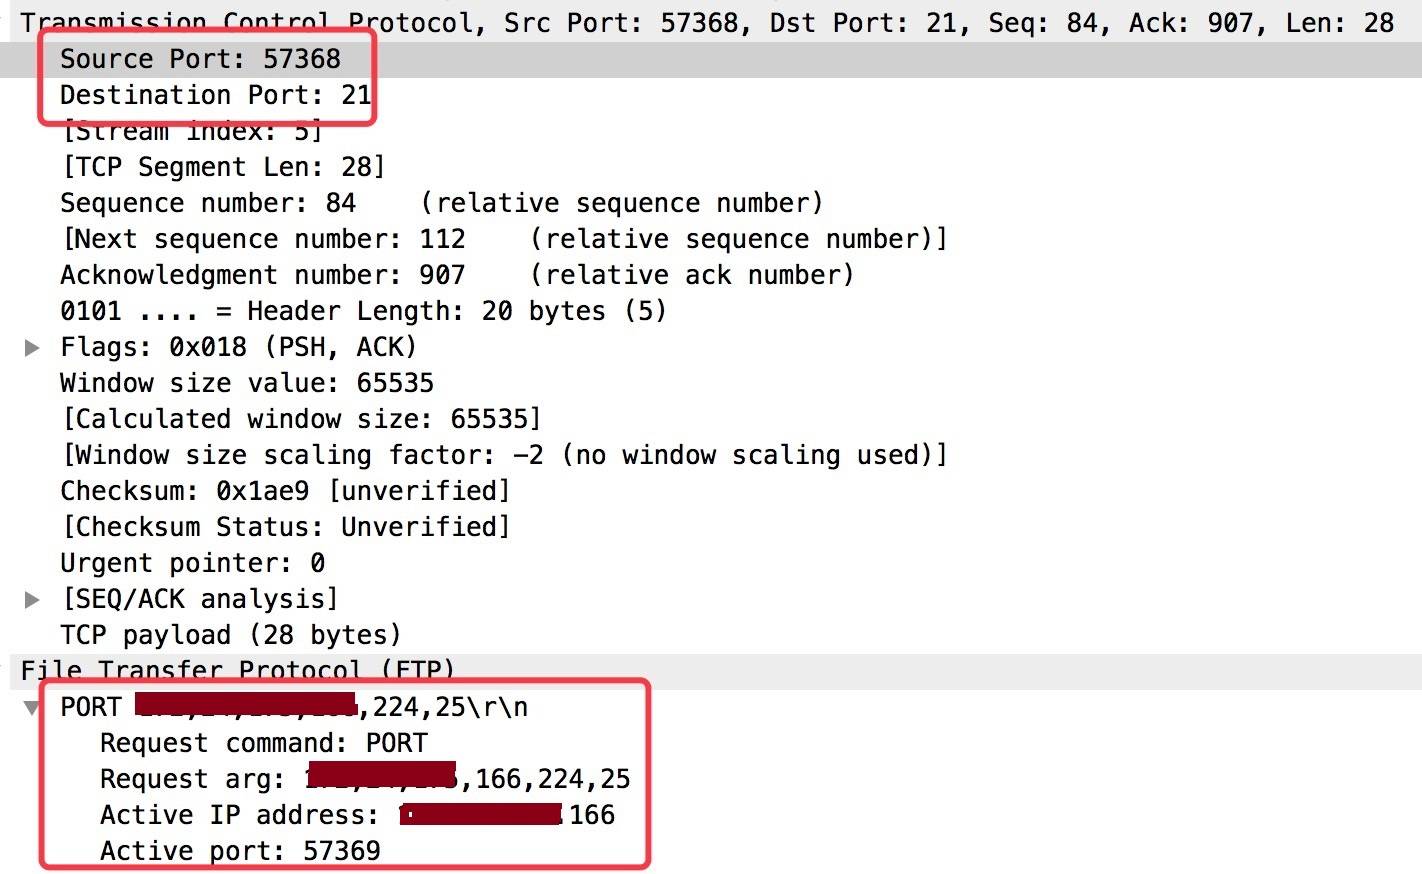 Transmission Control Protocol, Src Port: 57368, Dst Port: 21, Seq: 84, Ack: 907, Len: 28
Source Port: 57368
Destination Port: 21
[Stream index: 5]
[TCP Segment Len: 28]
Sequence number: 84    (relative sequence number)
[Next sequence number: 112    (relative sequence number)]
Acknowledgment number: 907    (relative ack number)
0101 .... = Header Length: 20 bytes (5)
Flags: 0x018 (PSH, ACK)
Window size value: 65535
[Calculated window size: 65535]
[Window size scaling factor: -2 (no window scaling used)]
Checksum: 0x1ae9 [unverified]
[Checksum Status: Unverified]
Urgent pointer: 0
[SEQ/ACK analysis]
TCP payload (28 bytes)
File Transfer Protocol (FTP)
PORT ,224,25\r\n
Request command: PORT
Request arg: ,166,224,25
Active IP address: .166
Active port: 57369